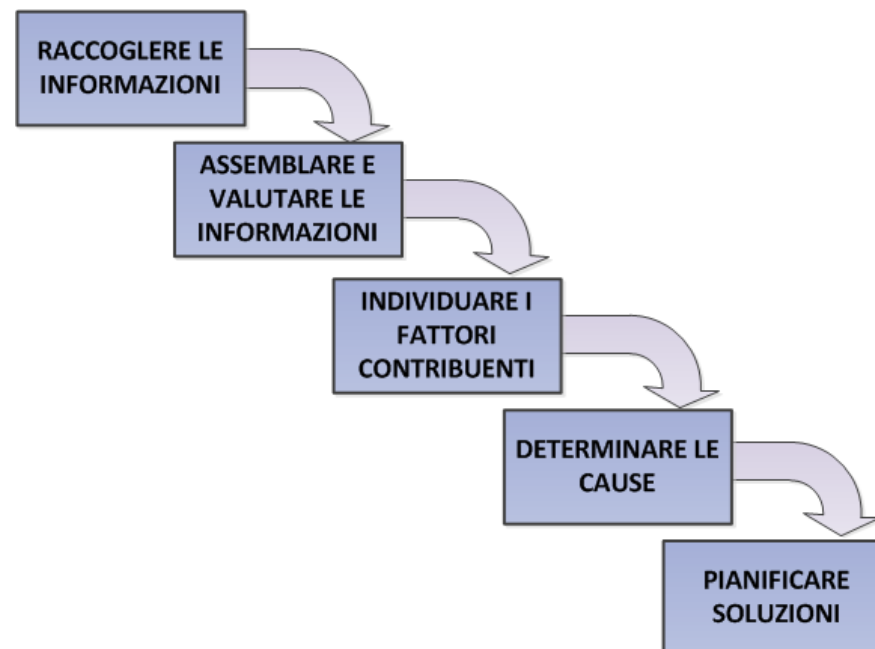 RACCOGLERE LE
INFORMAZIONI
ASSEMBLARE E
VALUTARE LE
INFORMAZIONI
INDIVIDUARE I
FATTORI
CONTRIBUENTI
DETERMINARE LE
CAUSE
PIANIFICARE
SOLUZIONI